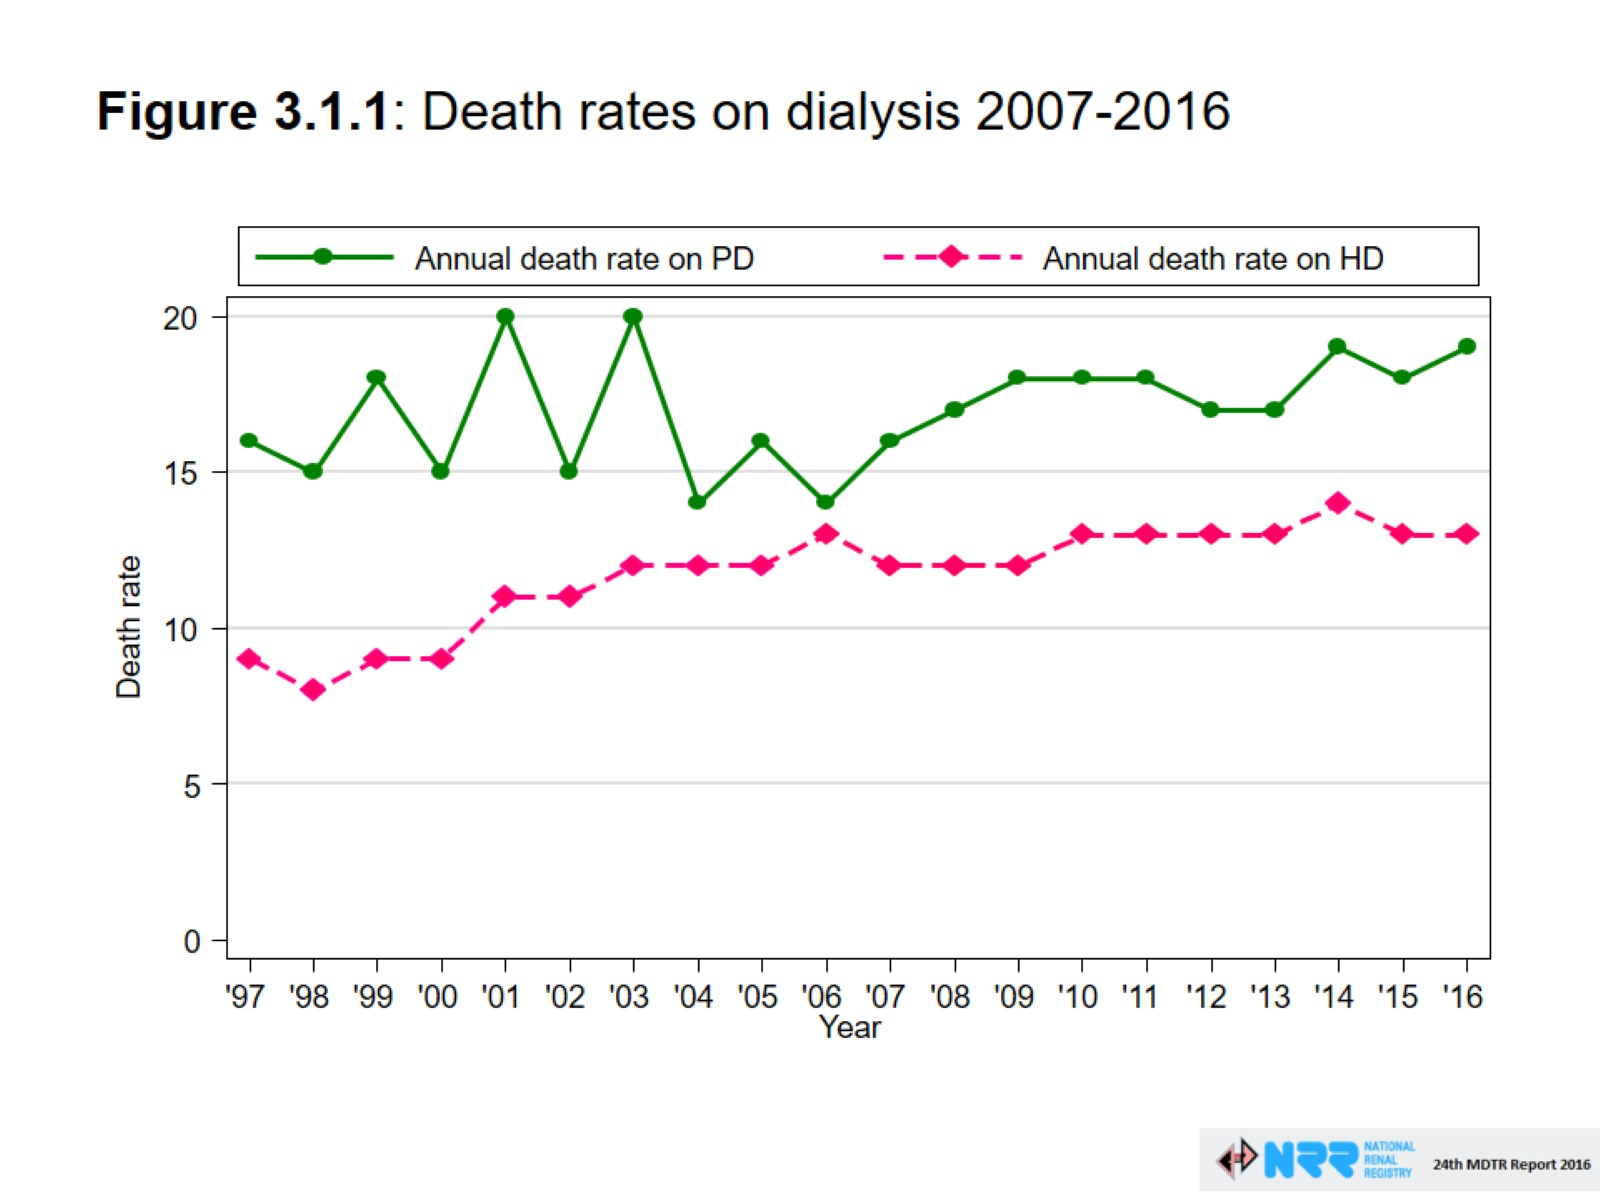 Figure 3.1.1: Death rates on dialysis 2007-2016
Annual death rate on PD
Annual death rate on HD
20
15
10
5
0
Death rate
'97 '98 '99 '00 '01 '02 '03 '04 '05 '06 '07 '08 '09 '10 '11 '12 '13 '14 '15 '16
Year
NRR
NATIONAL
RENAL
REGISTRY
24th MDTR Report 2016